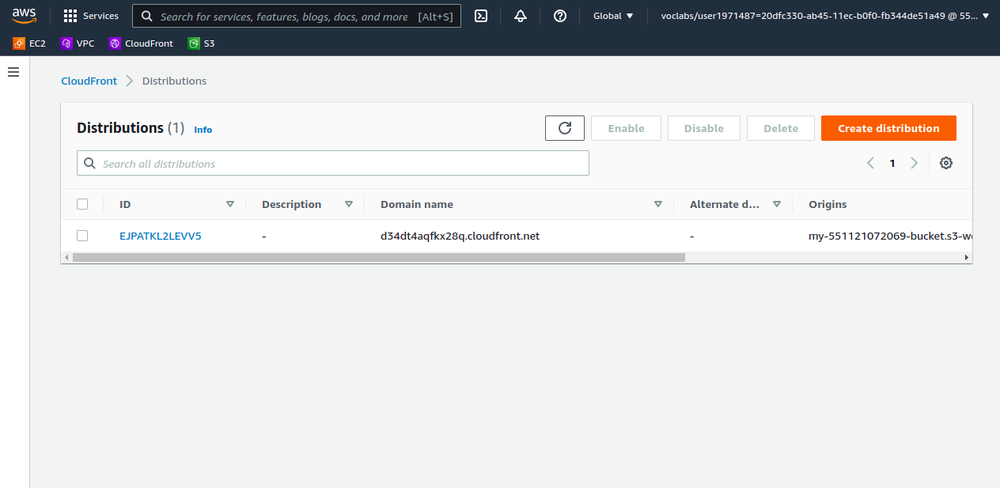 aws Services Search for services, features, blogs, docs, and more [Alt+S] Global voclabs/user1971487=20dfc330-ab45-11ec-b0f0-fb344de51a49 @ 55...
EC2 VPC CloudFront S3
CloudFront Distributions
Distributions (1) Info Enable Disable Delete Create distribution
Search all distributions 1
ID Description Domain name Alternate d... Origins
EJPATKL2LEVV5 - d34dt4aqfkx28q.cloudfront.net - my-551121072069-bucket.s3-we